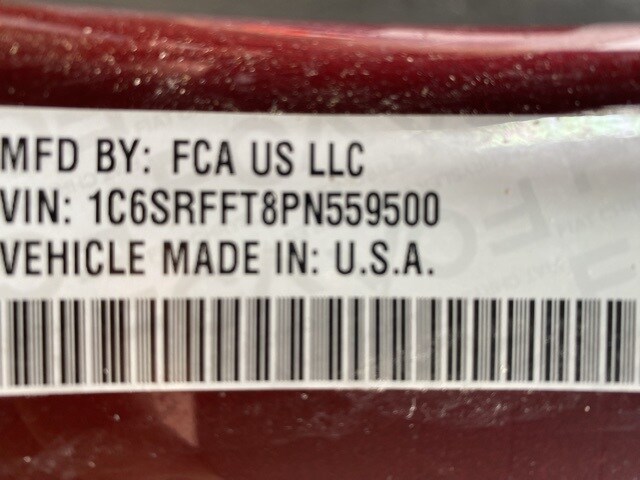 MFD BY: FCA US LLC
VIN: 1C6SRFFT8PN559500
VEHICLE MADE IN: U.S.A.